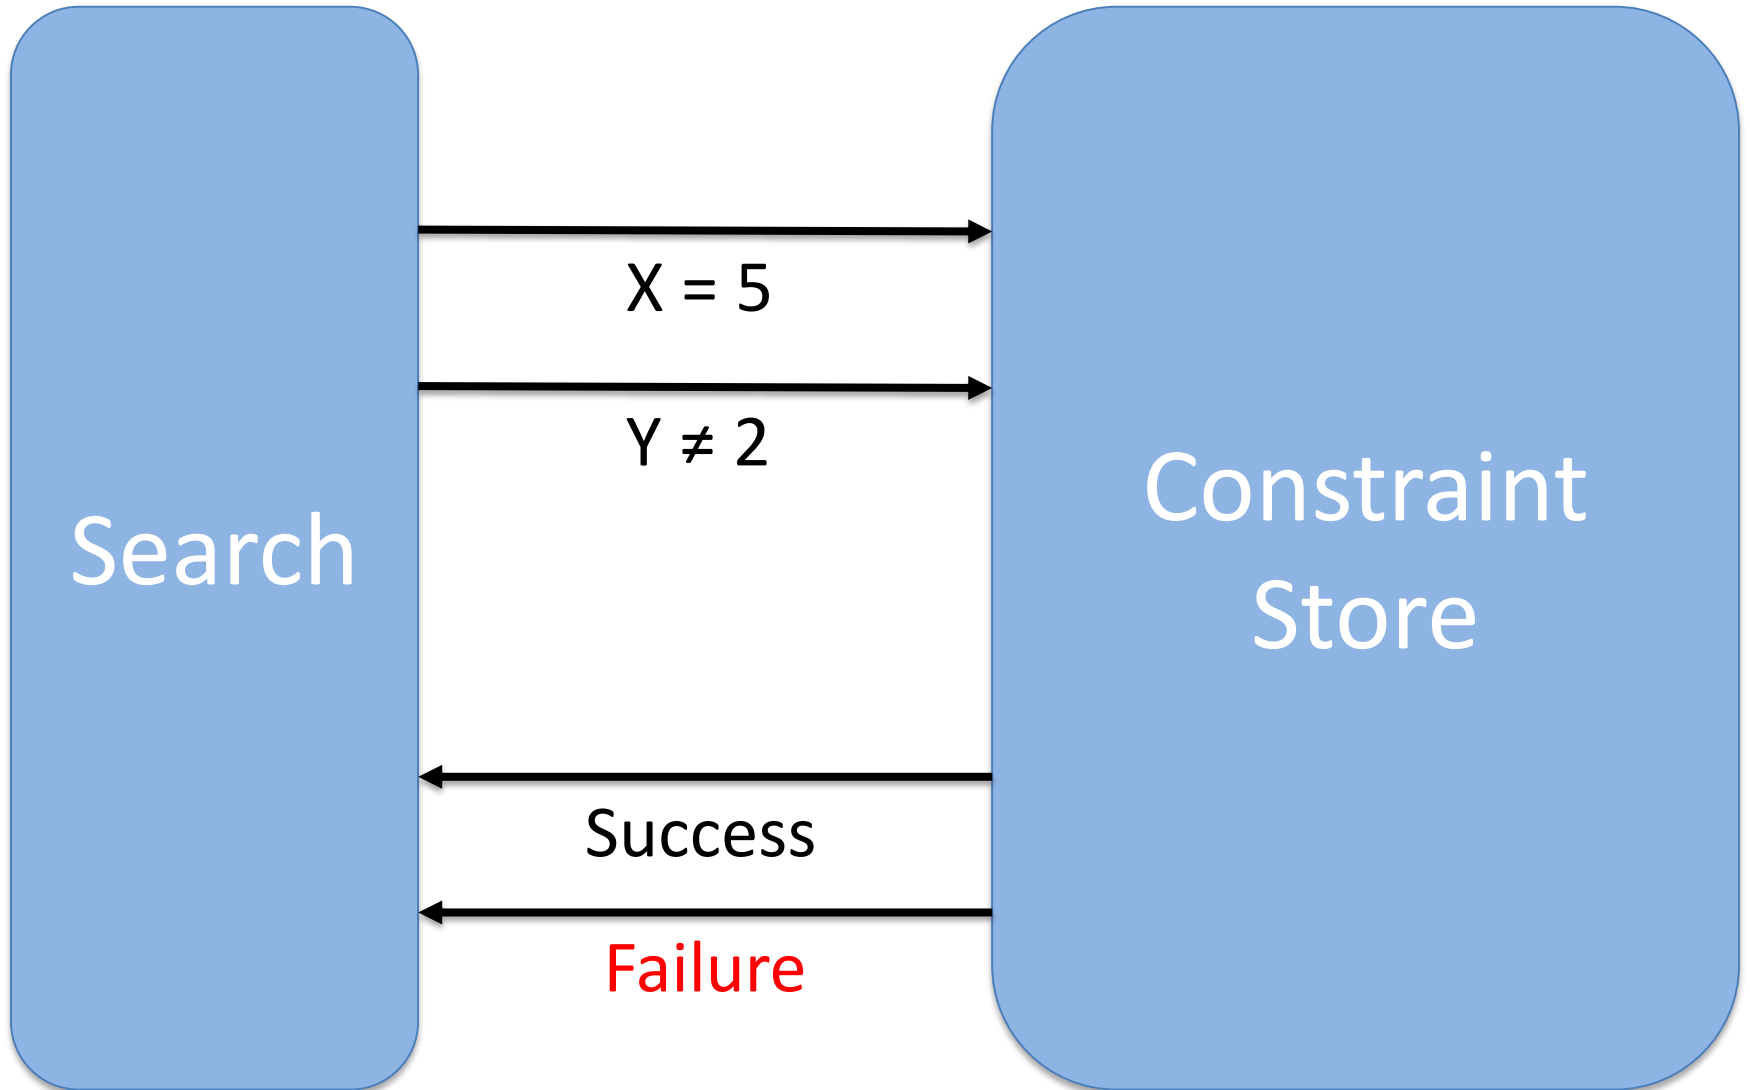 Search
X = 5
Y ≠ 2
Success
Failure
Constraint
Store